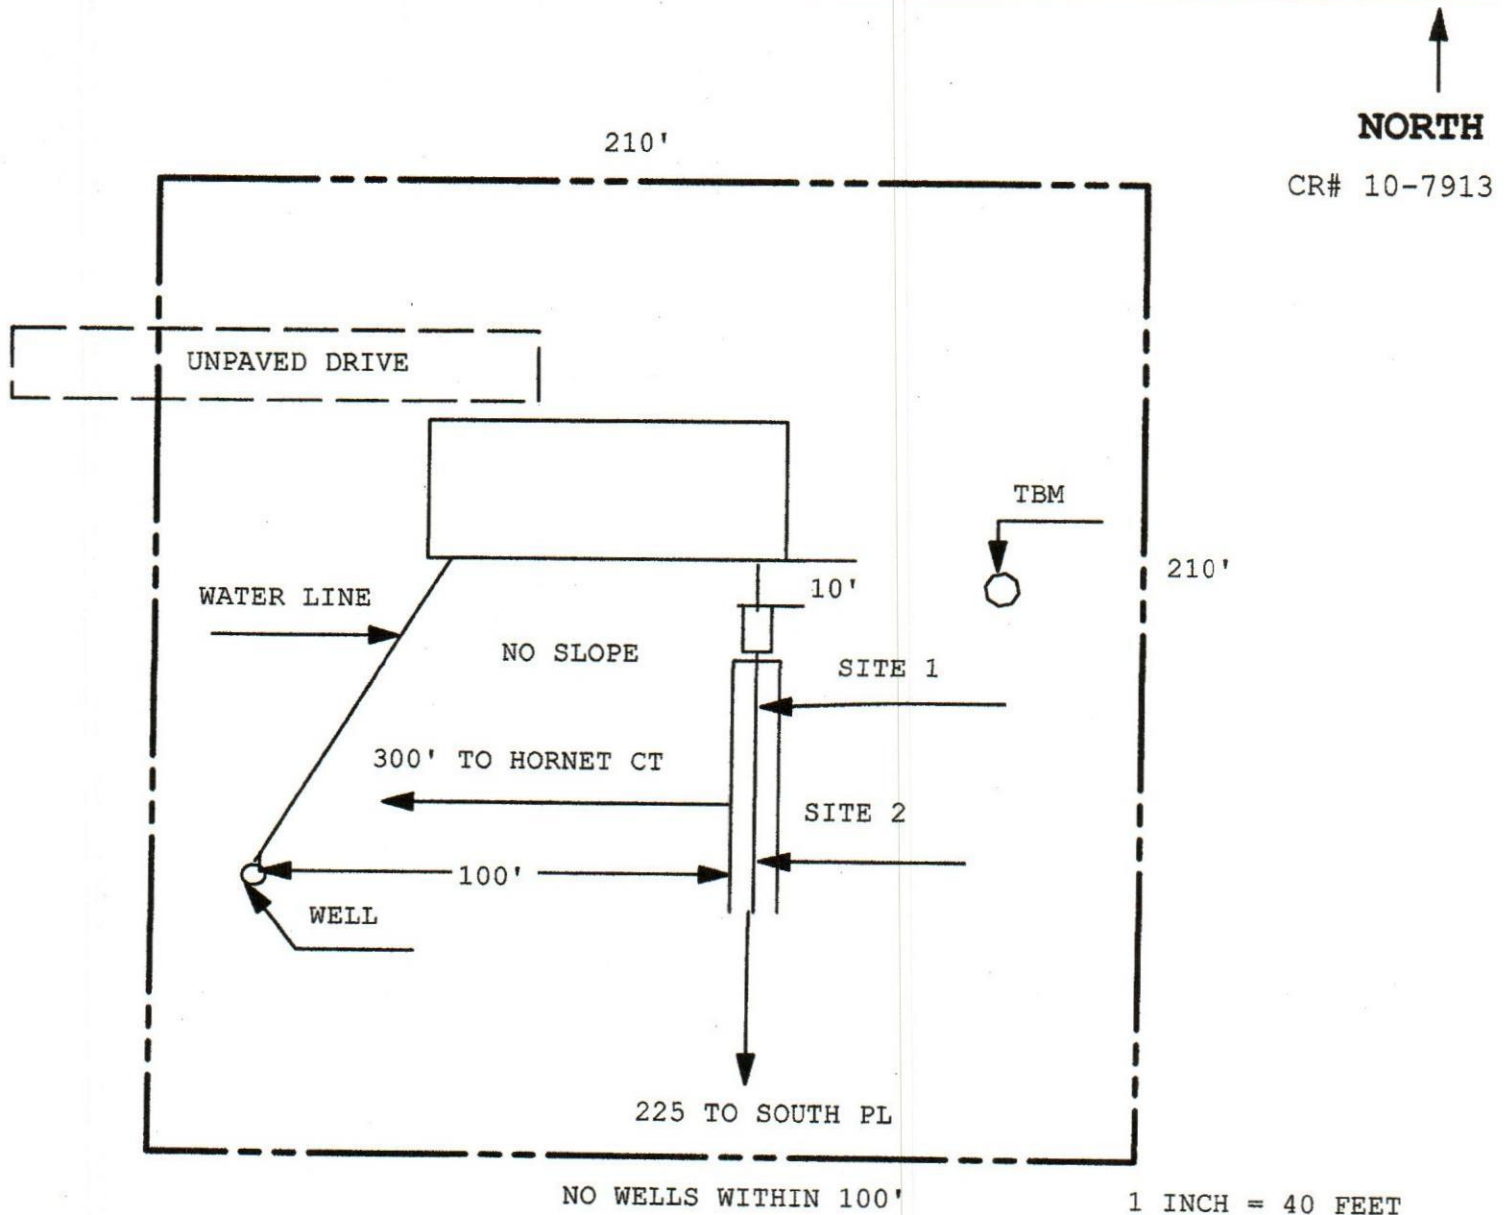 NORTH
CR# 10-7913
210'
UNPAVED DRIVE
TBM
210'
10'
WATER LINE
NO SLOPE
SITE 1
300' TO HORNET CT
SITE 2
100'
WELL
225 TO SOUTH PL
NO WELLS WITHIN 100'
1 INCH = 40 FEET